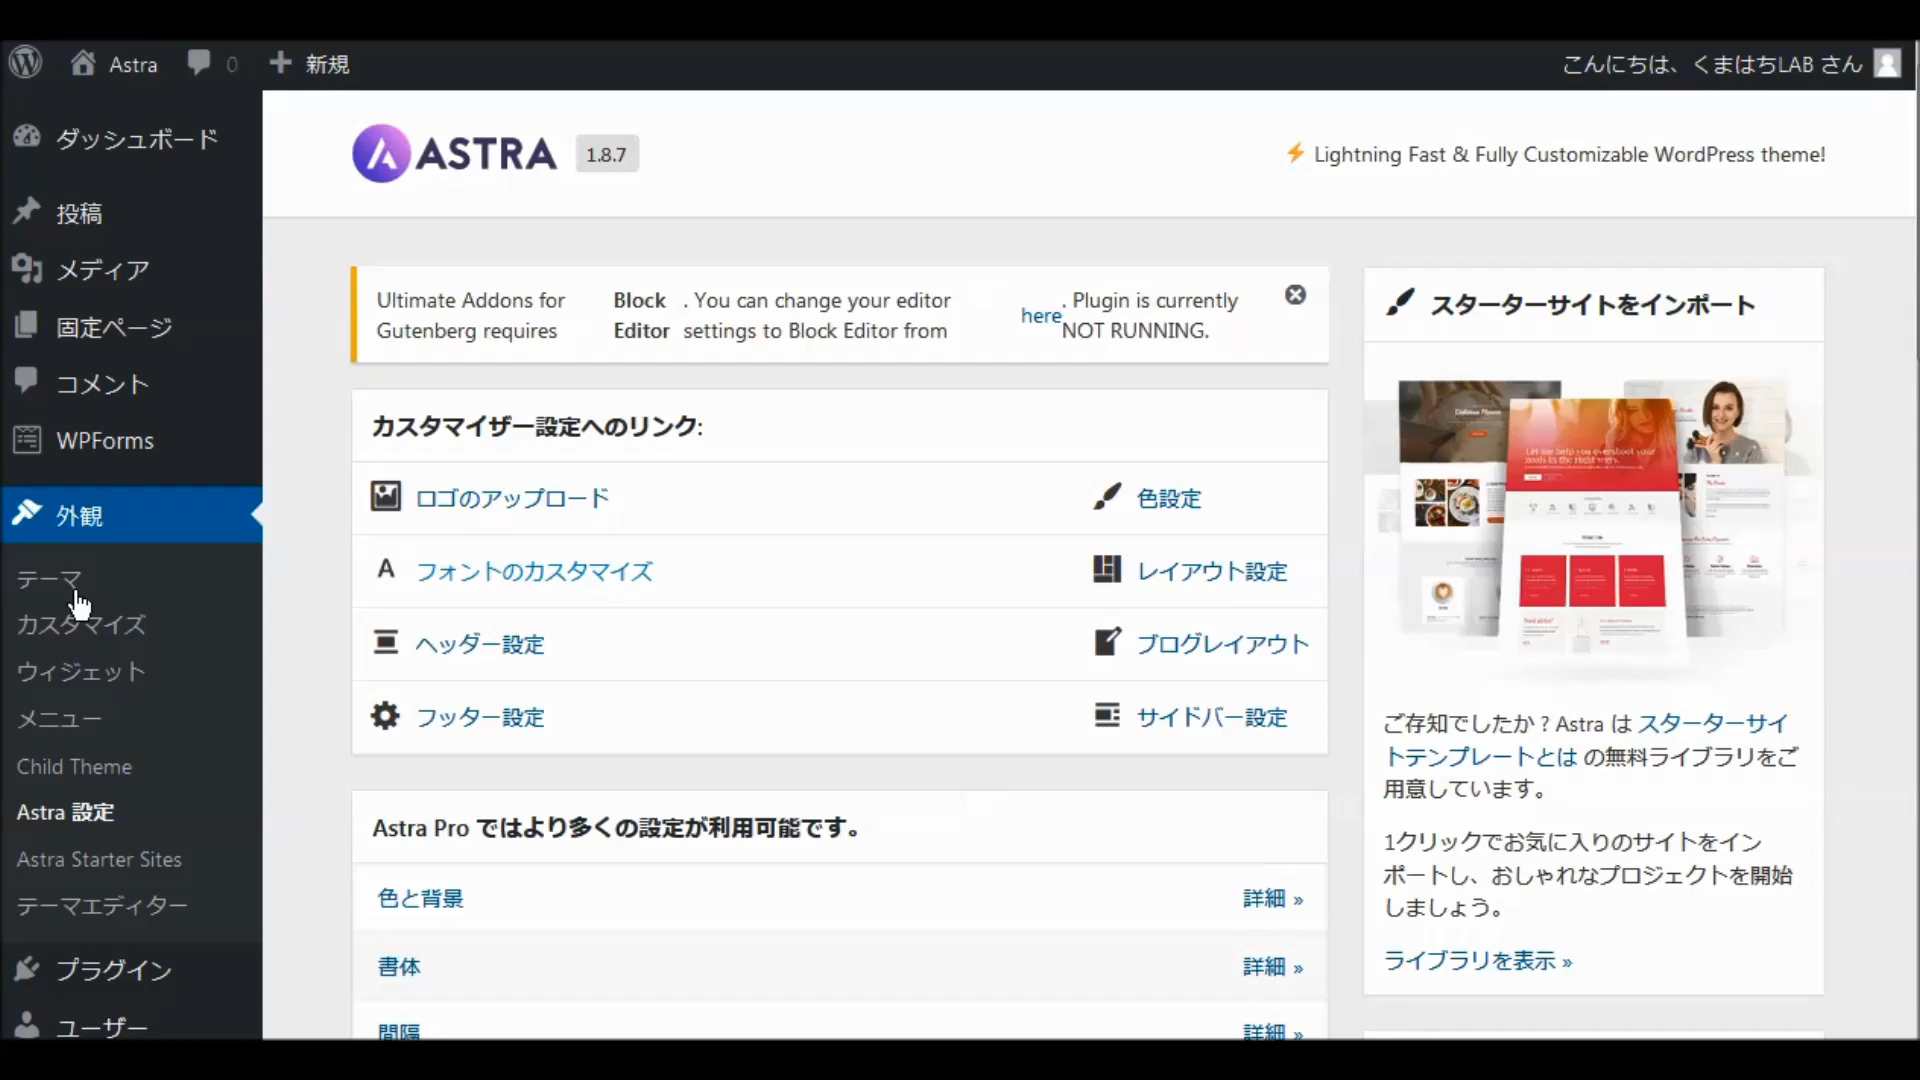 Astra
0
新規
こんにちは、くまはちLAB さん
ダッシュボード
投稿
メディア
固定ページ
コメント
WPForms
外観
テーマ
カスタマイズ
ウィジェット
メニュー
Child Theme
Astra 設定
Astra Starter Sites
テーマエディター
プラグイン
ユーザー
ASTRA 1.8.7
Lightning Fast & Fully Customizable WordPress theme!
Ultimate Addons for Gutenberg requires
Block Editor
. You can change your editor settings to Block Editor from
here
. Plugin is currently NOT RUNNING.
カスタマイザー設定へのリンク:
ロゴのアップロード
色設定
フォントのカスタマイズ
レイアウト設定
ヘッダー設定
ブログレイアウト
フッター設定
サイドバー設定
Astra Pro ではより多くの設定が利用可能です。
色と背景
詳細 »
書体
詳細 »
間隔
詳細 »
スターターサイトをインポート
Let me help you overshoot your
goals in the right ways.
ご存知でしたか ? Astra は スターターサイ
トテンプレートとは の無料ライブラリをご
用意しています。
1クリックでお気に入りのサイトをイン
ポートし、おしゃれなプロジェクトを開始
しましょう。
ライブラリを表示 »